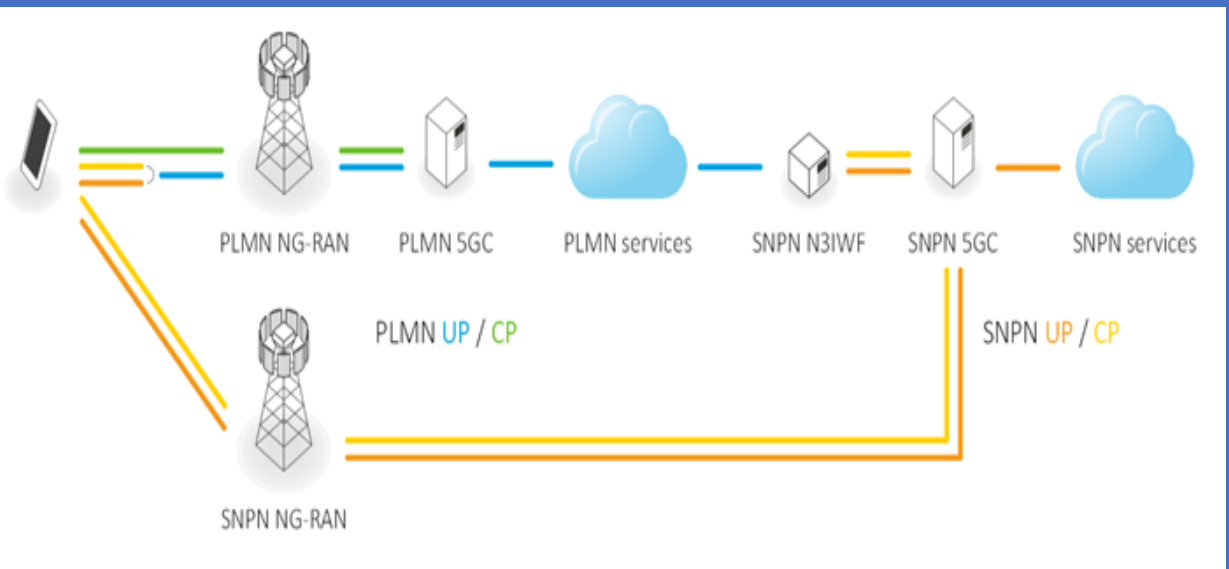 PLMN NG-RAN
PLMN 5GC
PLMN services
SNPN N3IWF
SNPN 5GC
SNPN services
PLMN UP / CP
SNPN UP / CP
SNPN NG-RAN